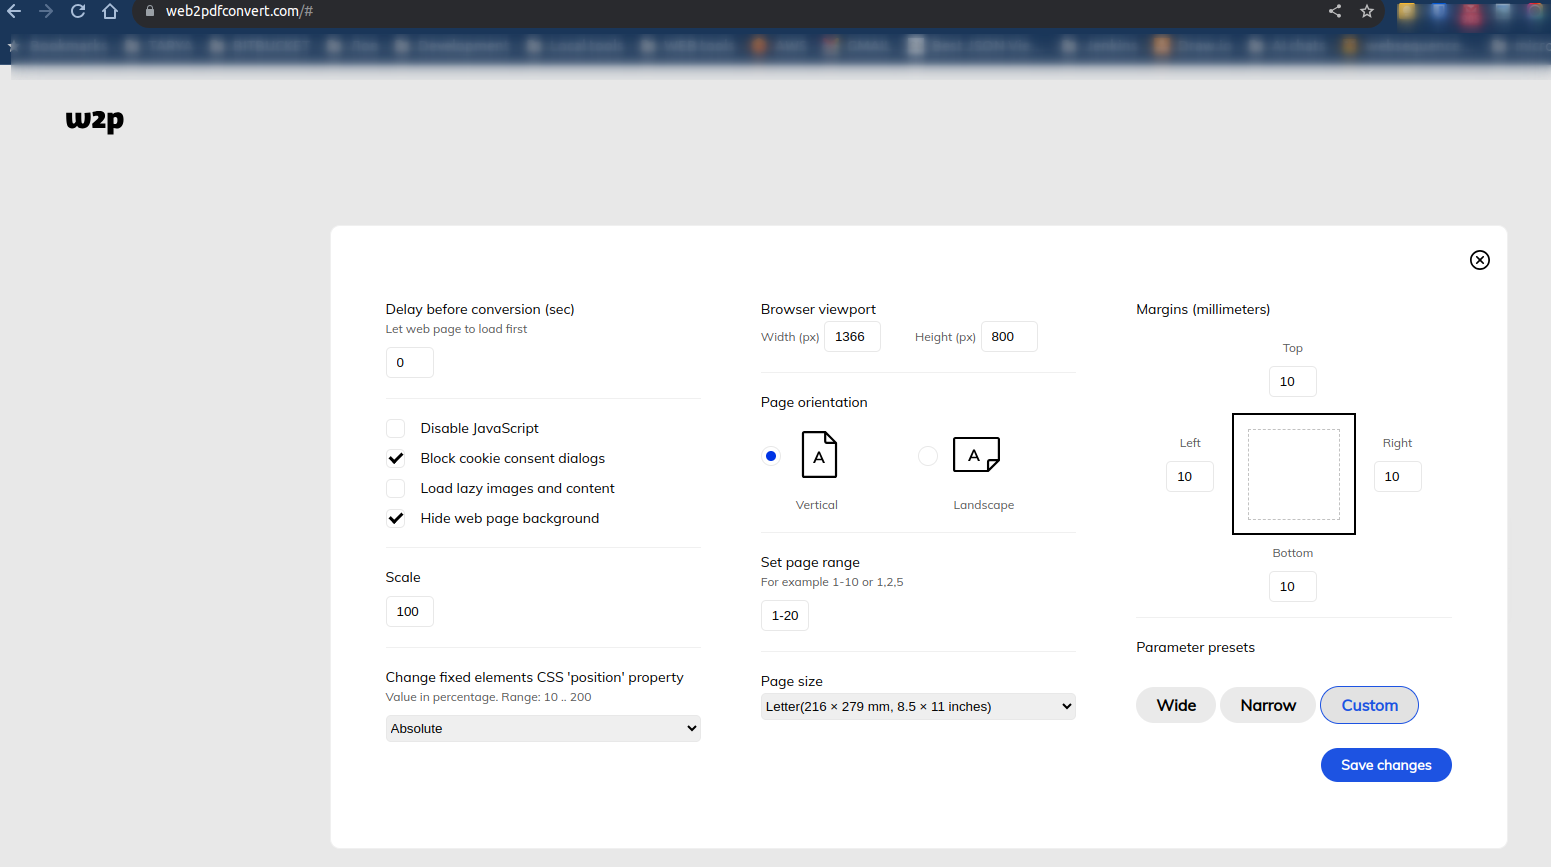 web2pdfconvert.com/#
w2p
Delay before conversion (sec)
Let web page to load first
0
Disable JavaScript
Block cookie consent dialogs
Load lazy images and content
Hide web page background
Scale
100
Change fixed elements CSS 'position' property
Value in percentage. Range: 10 .. 200
Absolute
Browser viewport
Width (px) 1366 Height (px) 800
Page orientation
A A
Vertical Landscape
Set page range
For example 1-10 or 1,2,5
1-20
Page size
Letter(216 × 279 mm, 8.5 × 11 inches)
Margins (millimeters)
Top
10
Left Right
10 10
Bottom
10
Parameter presets
Wide Narrow Custom
Save changes